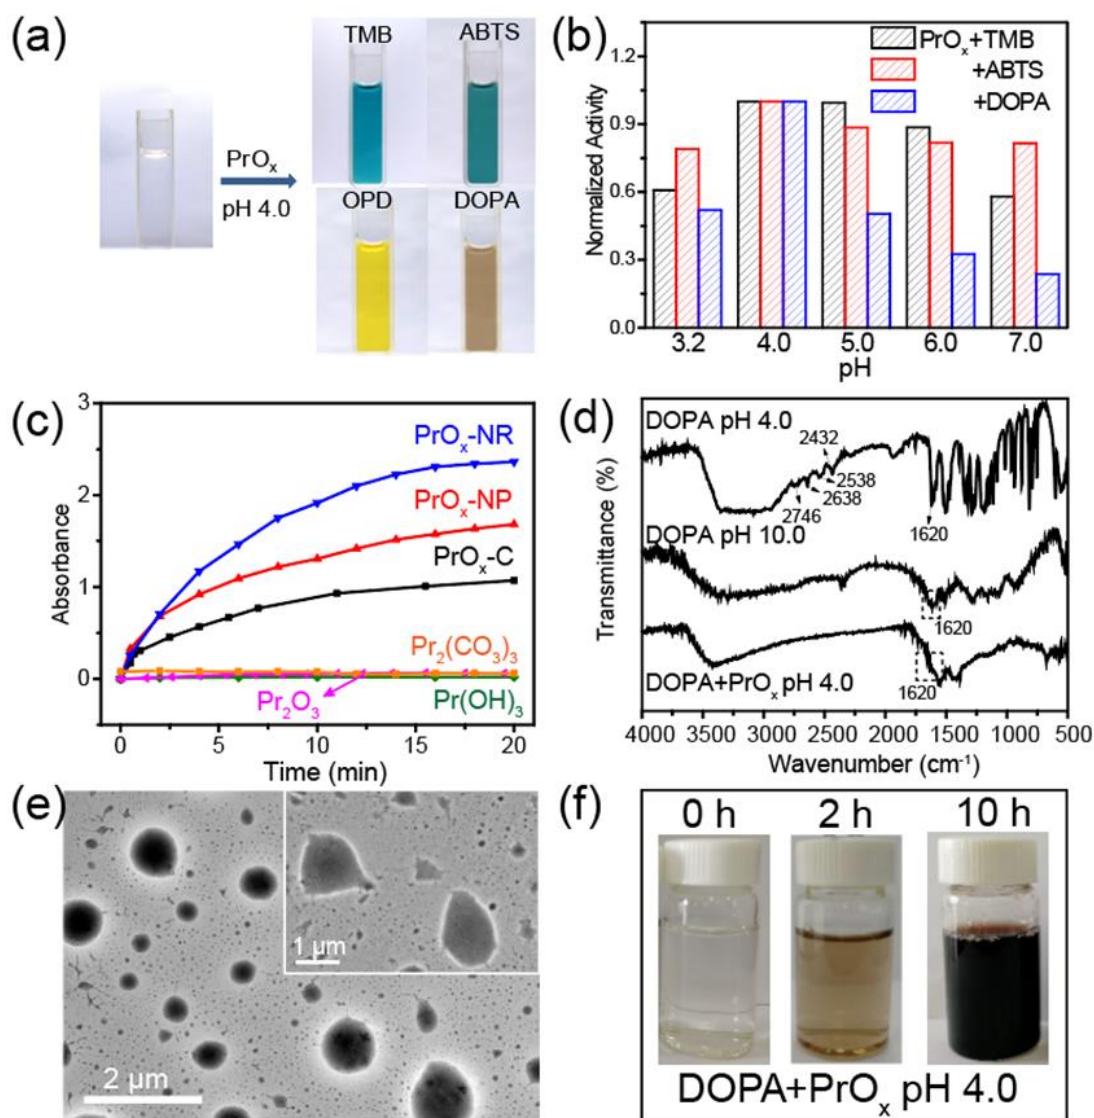 (a)
TMB
ABTS
PrOₓ
pH 4.0
OPD
DOPA
(b)
Normalized Activity
1.2
0.9
0.6
0.3
0.0
PrOₓ+TMB
+ABTS
+DOPA
3.2
4.0
5.0
6.0
7.0
pH
(c)
Absorbance
3
2
1
0
PrOₓ-NR
PrOₓ-NP
PrOₓ-C
Pr₂(CO₃)₃
Pr₂O₃
Pr(OH)₃
0
5
10
15
20
Time (min)
(d)
Transmittance (%)
DOPA pH 4.0
2432
2538
2638
2746
1620
DOPA pH 10.0
1620
DOPA+PrOₓ pH 4.0
1620
4000
3500
3000
2500
2000
1500
1000
500
Wavenumber (cm⁻¹)
(e)
1 µm
2 µm
(f)
0 h
2 h
10 h
DOPA+PrOₓ pH 4.0